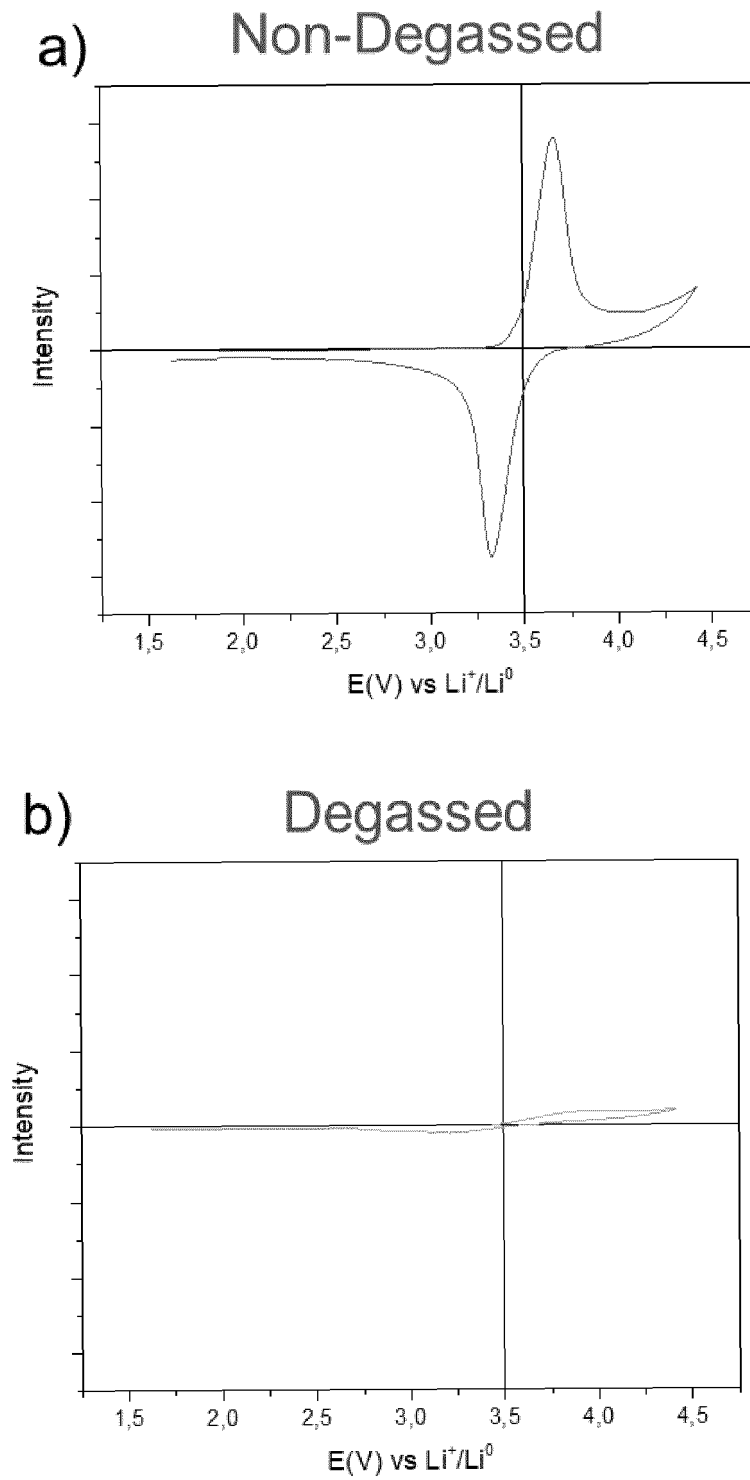 a) Non-Degassed
Intensity
1,5 2,0 2,5 3,0 3,5 4,0 4,5
E(V) vs Li⁺/Li⁰
b) Degassed
Intensity
1,5 2,0 2,5 3,0 3,5 4,0 4,5
E(V) vs Li⁺/Li⁰